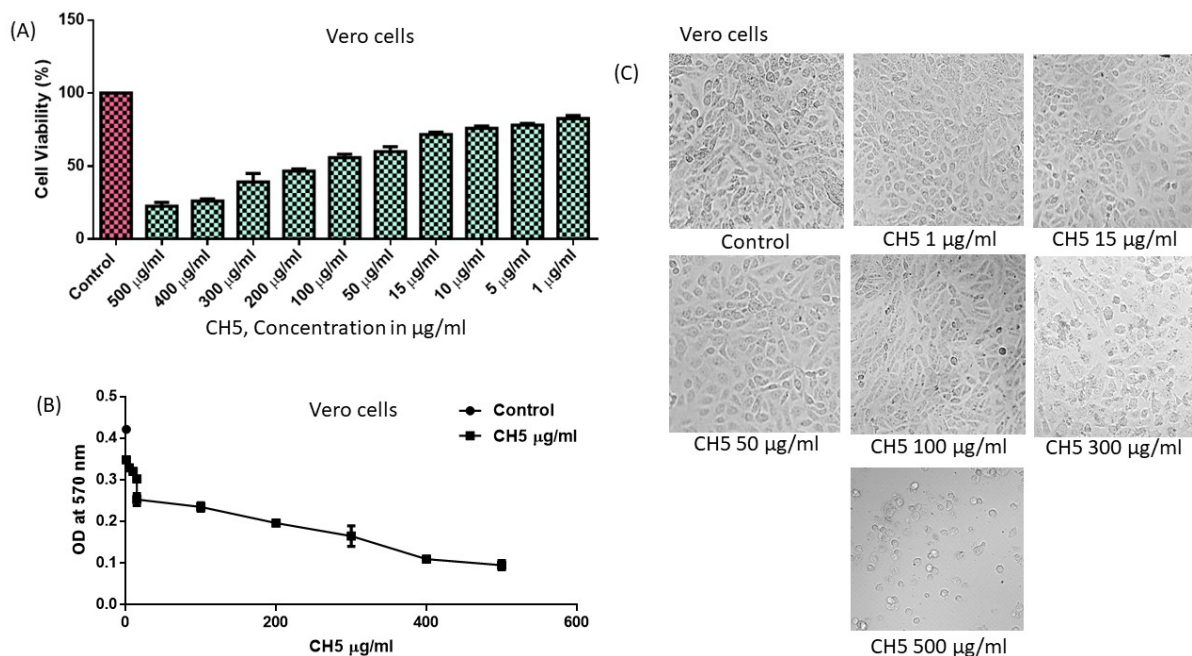 (A)
Vero cells
Cell Viability (%)
150
100
50
0
Control
500 μg/ml
400 μg/ml
300 μg/ml
200 μg/ml
100 μg/ml
50 μg/ml
15 μg/ml
10 μg/ml
5 μg/ml
1 μg/ml
CH5, Concentration in μg/ml
(B)
Vero cells
Control
CH5 μg/ml
OD at 570 nm
0.5
0.4
0.3
0.2
0.1
0.0
0 200 400 600
CH5 μg/ml
Vero cells
(C)
Control
CH5 1 μg/ml
CH5 15 μg/ml
CH5 50 μg/ml
CH5 100 μg/ml
CH5 300 μg/ml
CH5 500 μg/ml